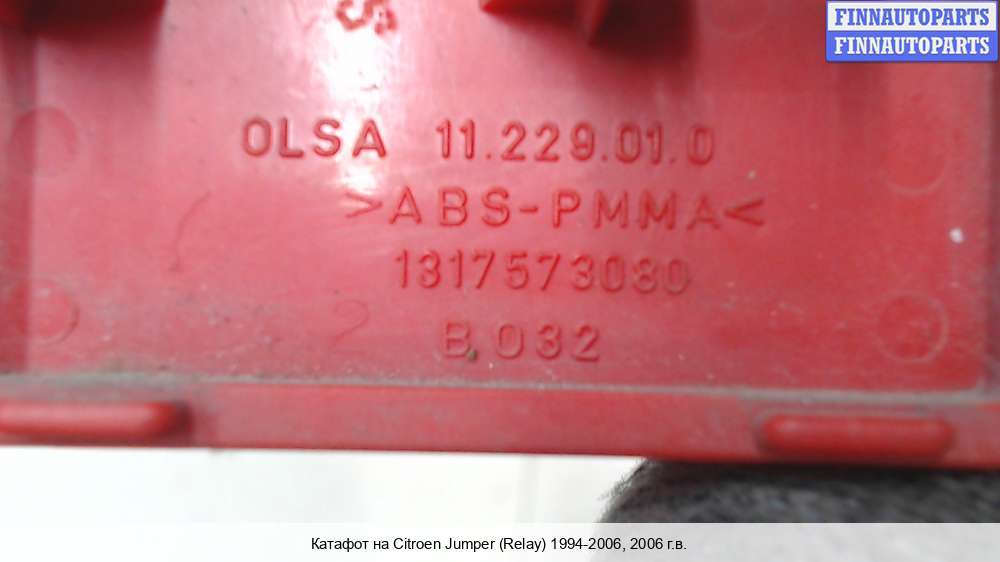 FINNAUTOPARTS
FINNAUTOPARTS
OLSA 11.229.01.0
>ABS-PMMA<
1317573080
B.032
Катафот на Citroen Jumper (Relay) 1994-2006, 2006 г.в.